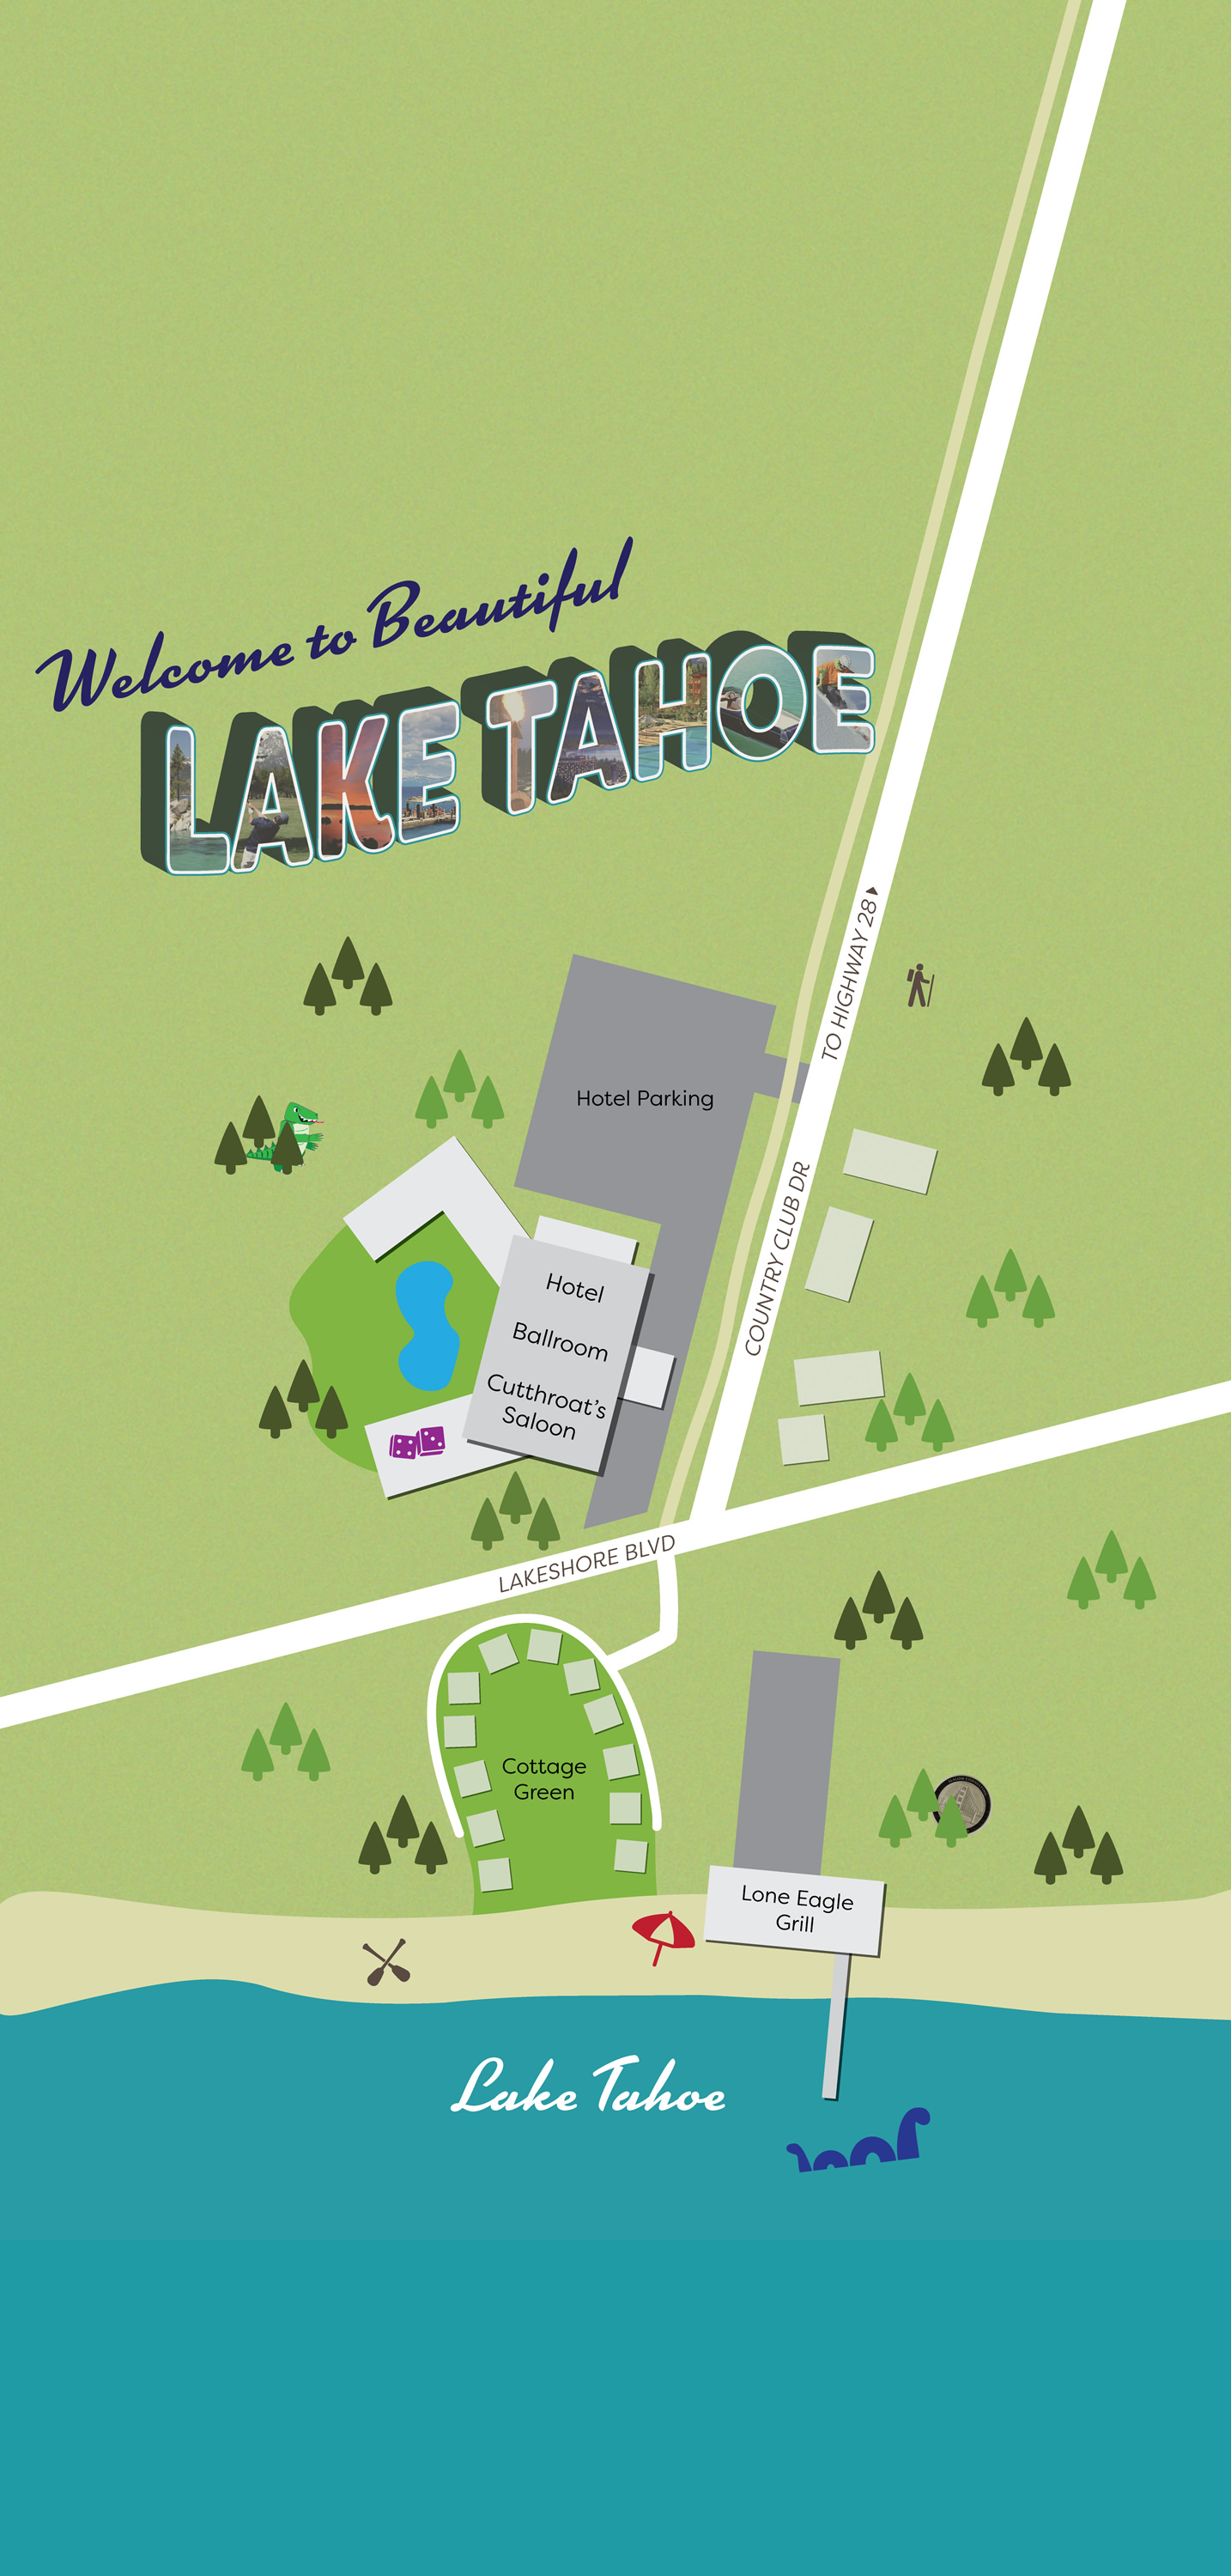 Welcome to Beautiful
LAKE TAHOE
TO HIGHWAY 28
Hotel Parking
COUNTRY CLUB DR
Hotel
Ballroom
Cutthroat's
Saloon
LAKESHORE BLVD
Cottage
Green
Lone Eagle
Grill
Lake Tahoe